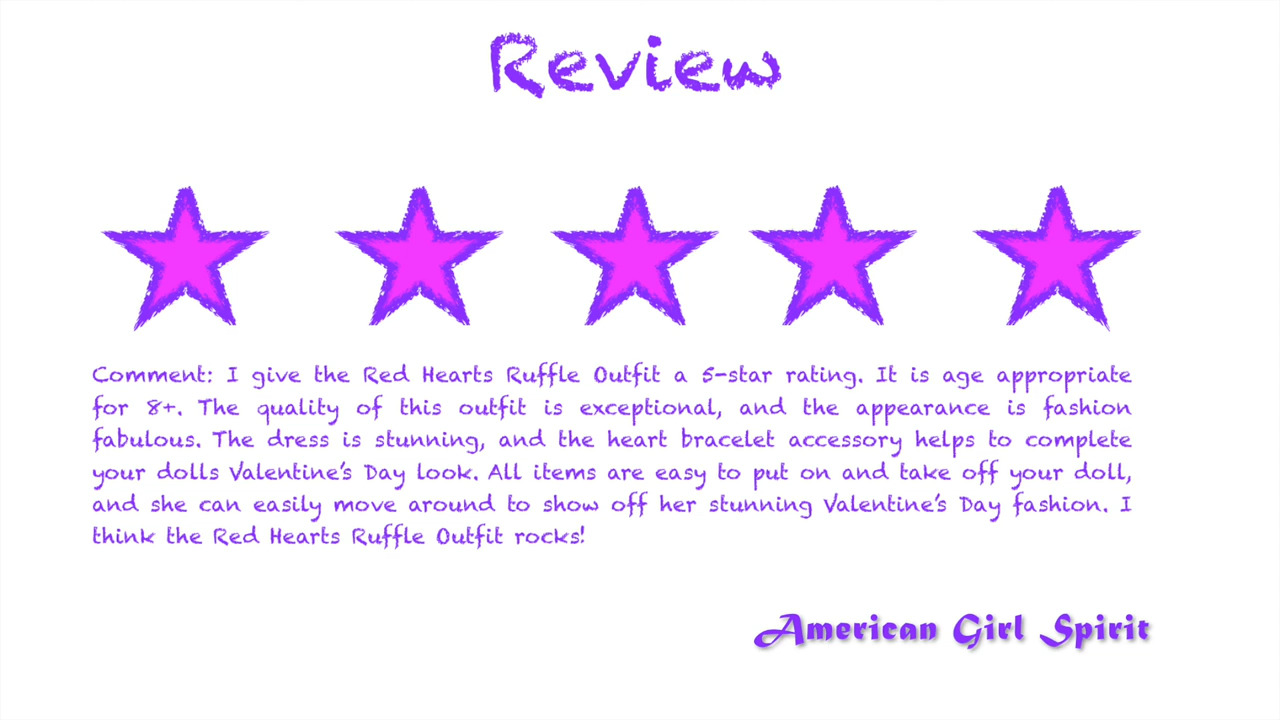 Review
Comment: I give the Red Hearts Ruffle Outfit a 5-star rating. It is age appropriate
for 8+. The quality of this outfit is exceptional, and the appearance is fashion
fabulous. The dress is stunning, and the heart bracelet accessory helps to complete
your dolls Valentine's Day look. All items are easy to put on and take off your doll,
and she can easily move around to show off her stunning Valentine's Day fashion. I
think the Red Hearts Ruffle Outfit rocks!
American Girl Spirit